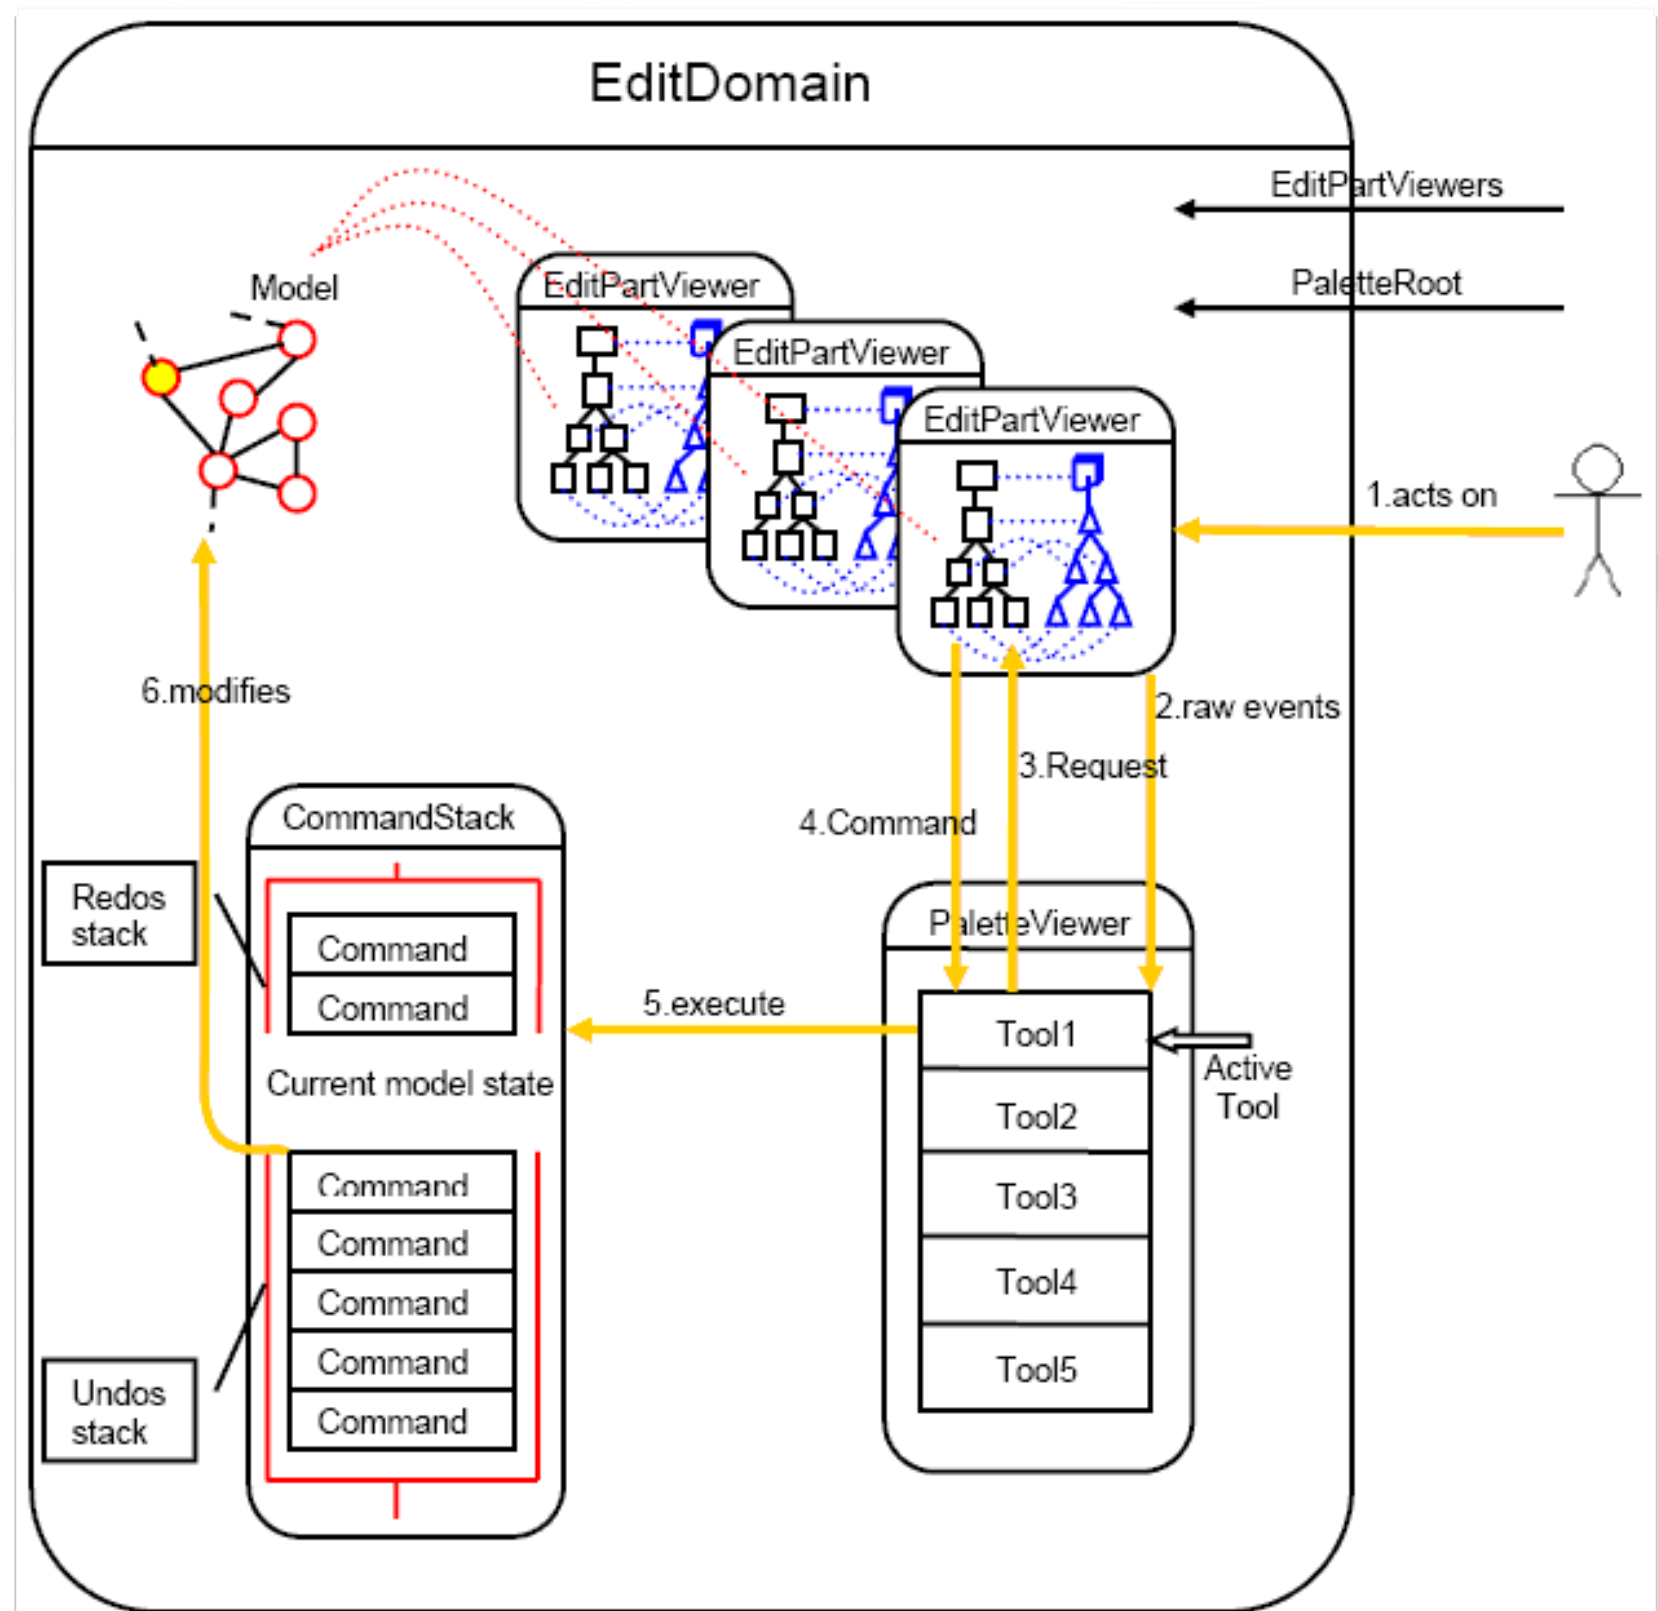 EditDomain
EditPartViewers
PaletteRoot
Model
EditPartViewer
EditPartViewer
EditPartViewer
1.acts on
6.modifies
2.raw events
3.Request
4.Command
CommandStack
Redos
stack
Command
Command
Current model state
Command
Command
Command
Command
Command
Undos
stack
5.execute
PaletteViewer
Tool1
Tool2
Tool3
Tool4
Tool5
Active
Tool